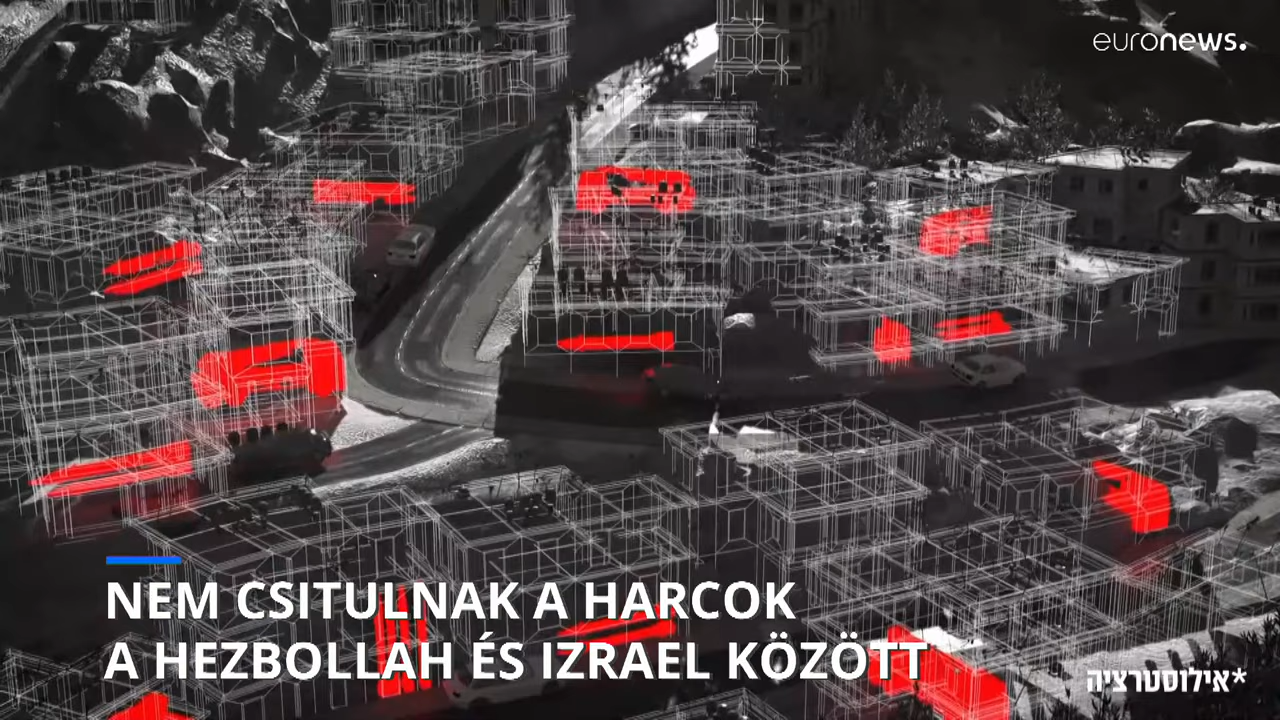 euronews.
NEM CSITULNAK A HARCOK
A HEZBOLLAH ÉS IZRAEL KÖZÖTT
*אילוסטרציה